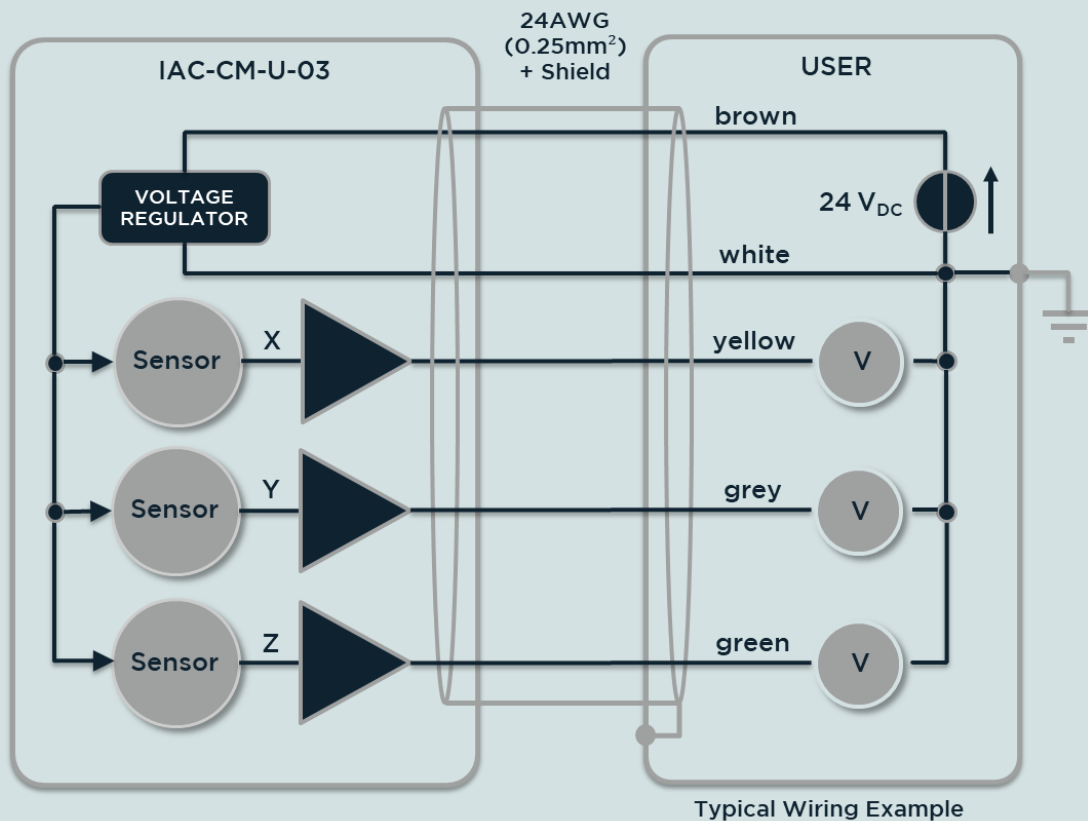 24AWG
(0.25mm²)
+ Shield
IAC-CM-U-03
USER
brown
VOLTAGE
REGULATOR
24 V_DC
white
Sensor
X
yellow
V
Sensor
Y
grey
V
Sensor
Z
green
V
Typical Wiring Example